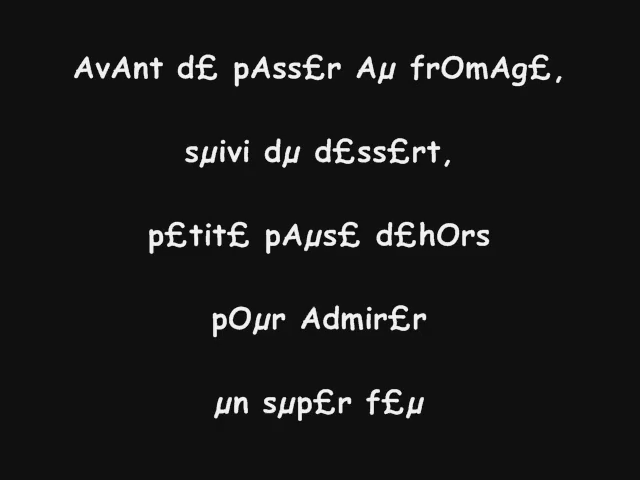 AvAnt d£ pAss£r Aµ frOmAg£,
sµivi dµ d£ss£rt,
p£tit£ pAµs£ d£hOrs
pOµr Admir£r
µn sµp£r f£µ